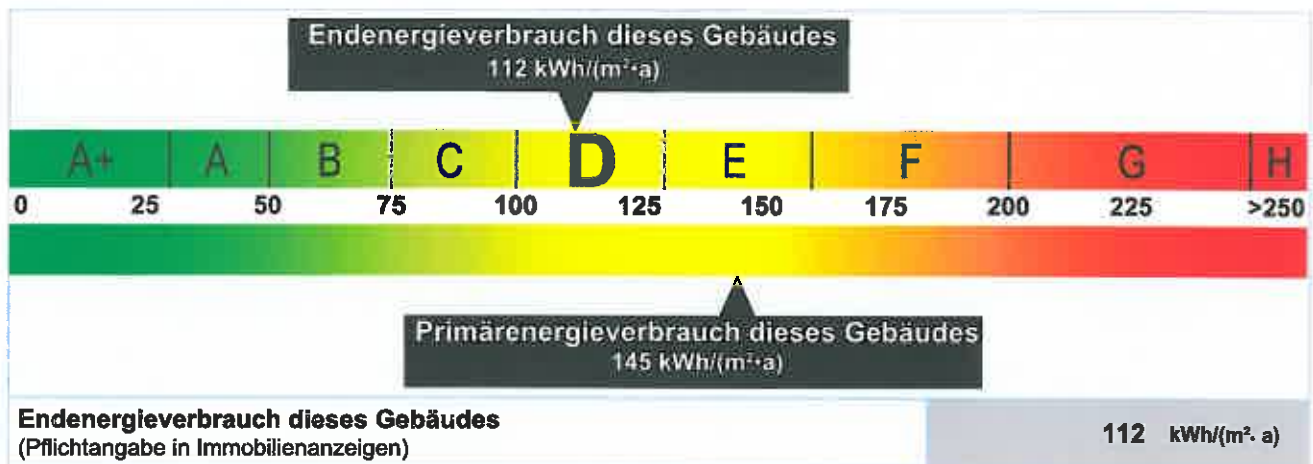 Endenergieverbrauch dieses Gebäudes
112 kWh/(m²·a)
A+ A B C D E F G H
0 25 50 75 100 125 150 175 200 225 >250
Primärenergieverbrauch dieses Gebäudes
145 kWh/(m²·a)
Endenergieverbrauch dieses Gebäudes
(Pflichtangabe in Immobilienanzeigen)
112 kWh/(m²· a)